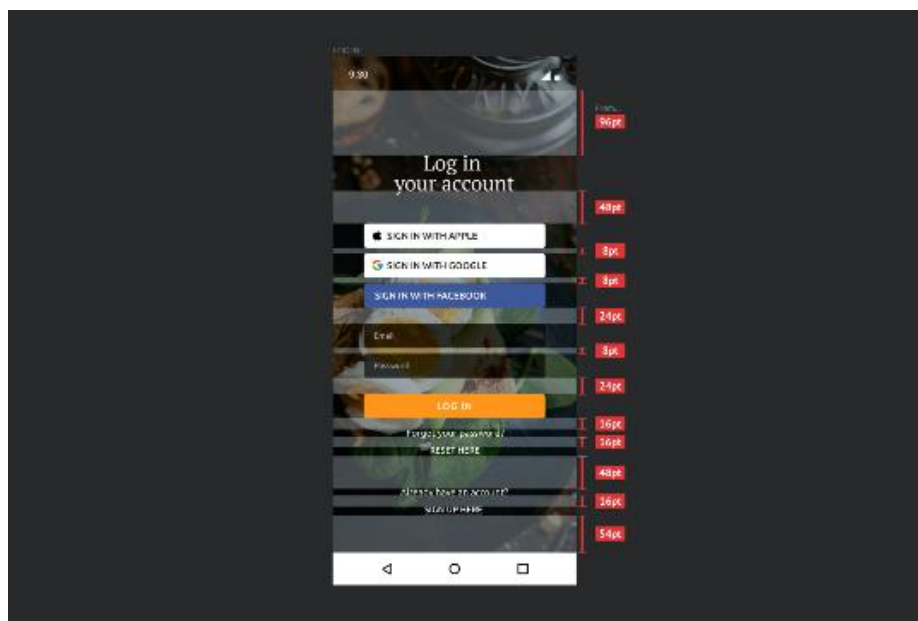 9:30
96pt
Log in
your account
48pt
SIGN IN WITH APPLE
8pt
SIGN IN WITH GOOGLE
8pt
SIGN IN WITH FACEBOOK
24pt
Email
8pt
Password
24pt
LOG IN
16pt
Forgot your password?
16pt
RESET HERE
48pt
Already have an account?
16pt
SIGN UP HERE
54pt